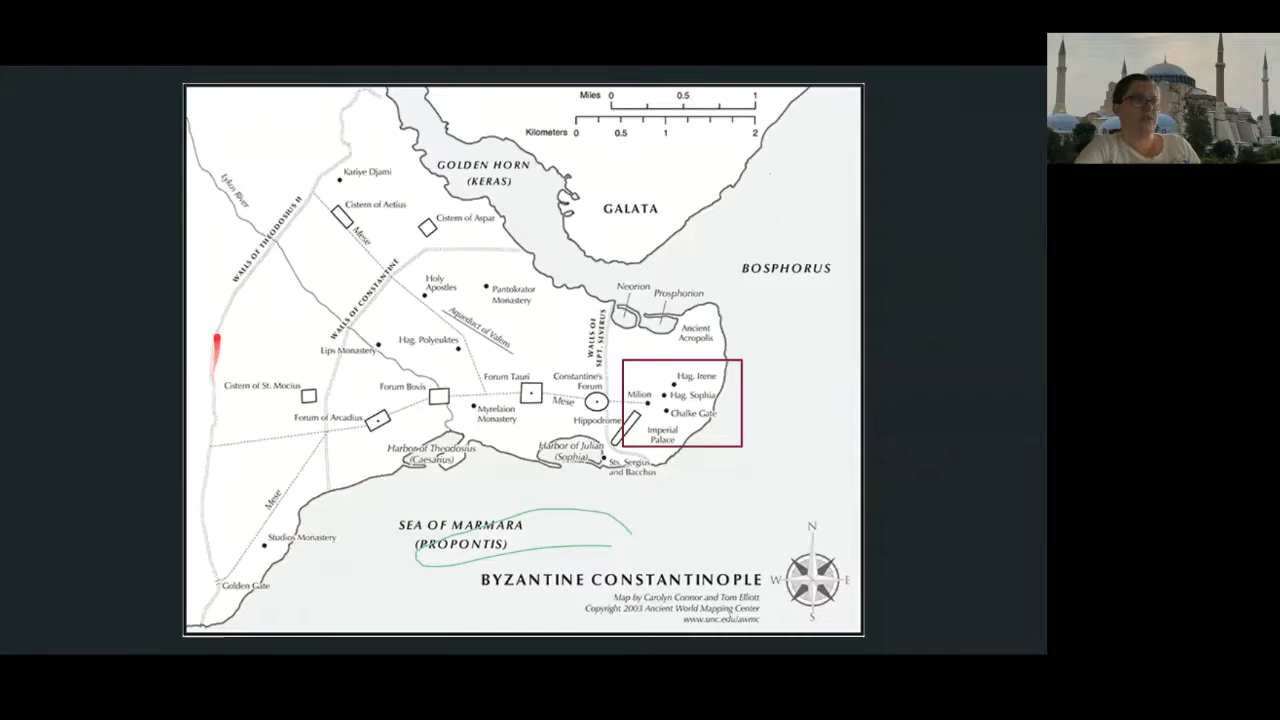 Miles 0 0.5 1
Kilometers 0 0.5 1 2
GOLDEN HORN
(KERAS)
GALATA
BOSPHORUS
Lykos River
Kariye Djami
WALLS OF THEODOSIUS II
Cistern of Aetius
Mese
Cistern of Aspar
WALLS OF CONSTANTINE
Holy
Apostles
Pantokrator
Monastery
Neorion
Prosphorion
Ancient
Acropolis
WALLS OF
SEPT. SEVERUS
Aqueduct of Valens
Lips Monastery
Hag. Polyeuktes
Cistern of St. Mocius
Forum Bovis
Forum Tauri
Constantine's
Forum
Mese
Milion
Hag. Irene
Hag. Sophia
Chalke Gate
Forum of Arcadius
Myrelaion
Monastery
Hippodrome
Imperial
Palace
Harbor of Theodosius
(Caesarius)
Harbor of Julian
(Sophia)
Sts. Sergius
and Bacchus
Mese
Studios Monastery
Golden Gate
SEA OF MARMARA
(PROPONTIS)
BYZANTINE CONSTANTINOPLE
Map by Carolyn Connor and Tom Elliott
Copyright 2003 Ancient World Mapping Center
www.unc.edu/awmc
N
W E
S